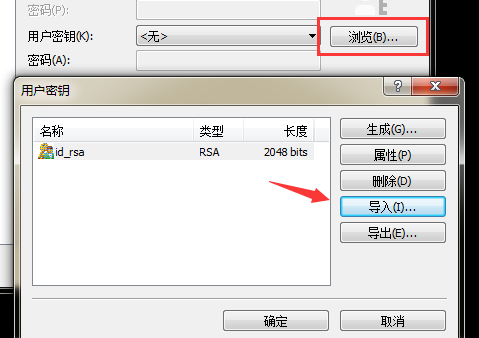 密码(P):
用户密钥(K): <无> 浏览(B)...
密码(A):
用户密钥
名称 类型 长度
id_rsa RSA 2048 bits
生成(G)...
属性(P)
删除(D)
导入(I)...
导出(E)...
确定 取消